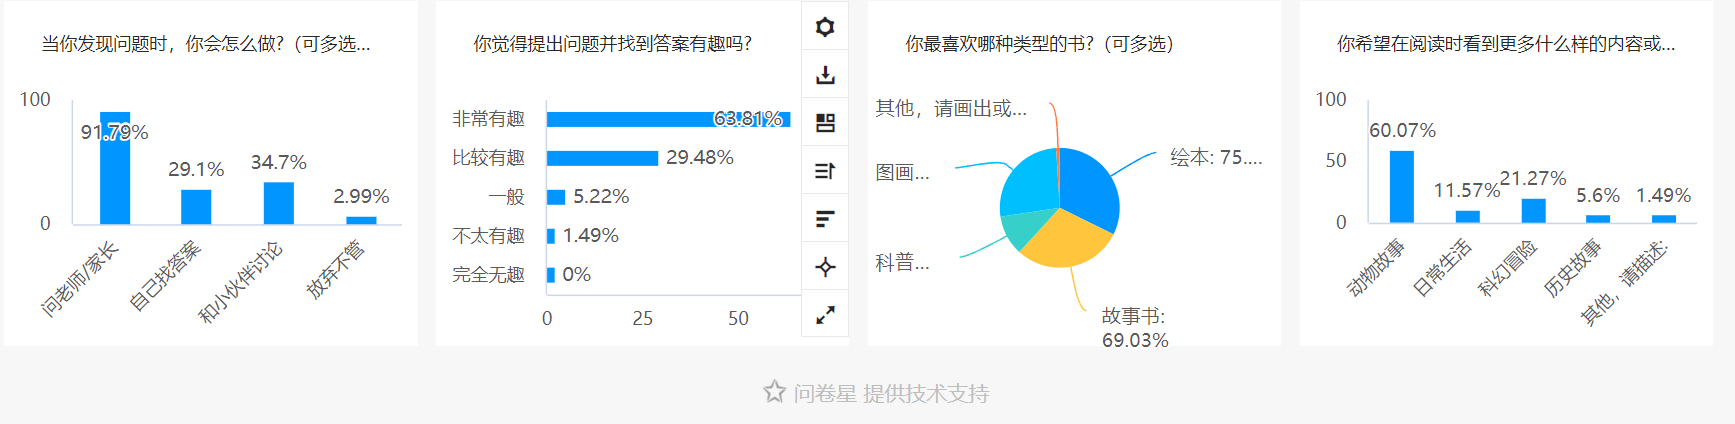 当你发现问题时，你会怎么做?（可多选...
100
0
91.79%
29.1%
34.7%
2.99%
问老师/家长
自己找答案
和小伙伴讨论
放弃不管
你觉得提出问题并找到答案有趣吗?
非常有趣
63.81%
比较有趣
29.48%
一般
5.22%
不太有趣
1.49%
完全无趣
0%
0
25
50
你最喜欢哪种类型的书?（可多选）
其他，请画出或...
图画...
科普...
绘本: 75....
故事书:
69.03%
你希望在阅读时看到更多什么样的内容或...
100
50
0
60.07%
11.57%
21.27%
5.6%
1.49%
动物故事
日常生活
科幻冒险
历史故事
其他，请描述:
问卷星 提供技术支持